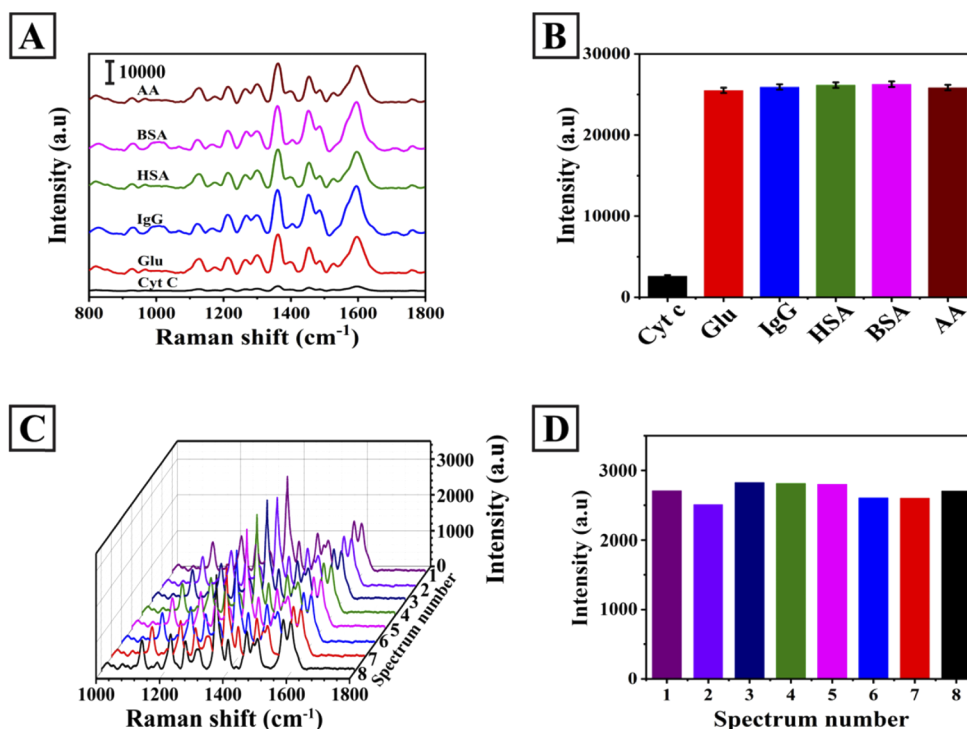 A
10000
AA
BSA
HSA
IgG
Glu
Cyt C
Intensity (a.u)
800 1000 1200 1400 1600 1800
Raman shift (cm-1)
B
30000
20000
10000
0
Intensity (a.u)
Cyt c Glu IgG HSA BSA AA
C
3000
2000
1000
0
Intensity (a.u)
1 2 3 4 5 6 7 8
Spectrum number
1000 1200 1400 1600 1800
Raman shift (cm-1)
D
3000
2000
1000
0
Intensity (a.u)
1 2 3 4 5 6 7 8
Spectrum number